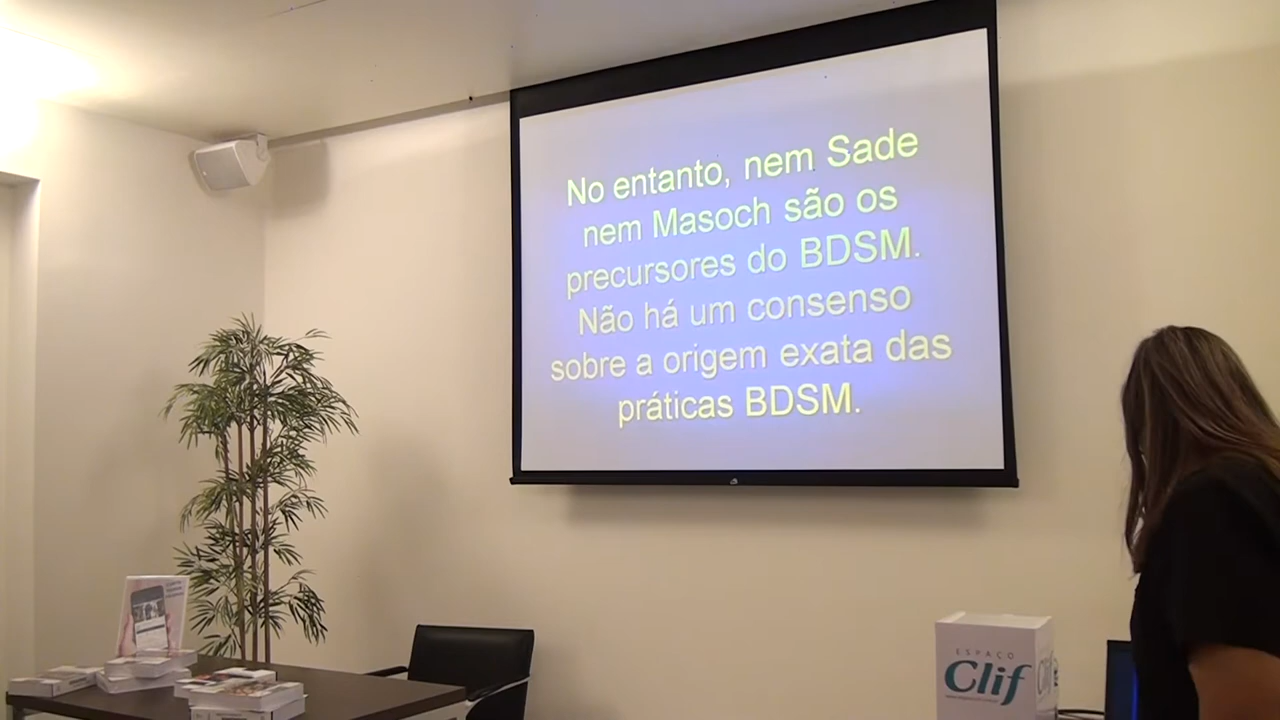 No entanto, nem Sade
nem Masoch são os
precursores do BDSM.
Não há um consenso
sobre a origem exata das
práticas BDSM.
ESPAÇO
Clif